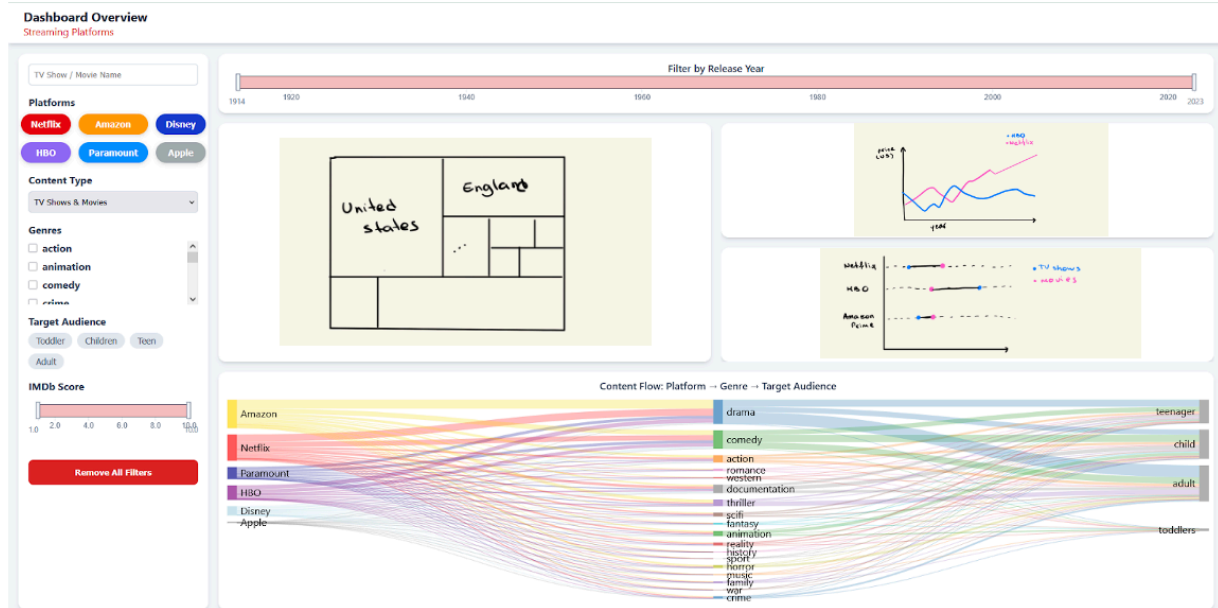 Dashboard Overview
Streaming Platforms
TV Show / Movie Name
Platforms
Netflix Amazon Disney
HBO Paramount Apple
Content Type
TV Shows & Movies
Genres
action
animation
comedy
crime
Target Audience
Toddler Children Teen
Adult
IMDb Score
1.0 2.0 4.0 6.0 8.0 10.0
Remove All Filters
Filter by Release Year
1914 1920 1940 1960 1980 2000 2020 2023
United
states
England
...
price
(US)
HBO
Netflix
year
Netflix
HBO
Amazon
Prime
TV shows
movies
Content Flow: Platform → Genre → Target Audience
Amazon
Netflix
Paramount
HBO
Disney
Apple
drama
comedy
action
romance
western
documentation
thriller
scifi
fantasy
animation
reality
history
sport
horror
music
family
war
crime
teenager
child
adult
toddlers